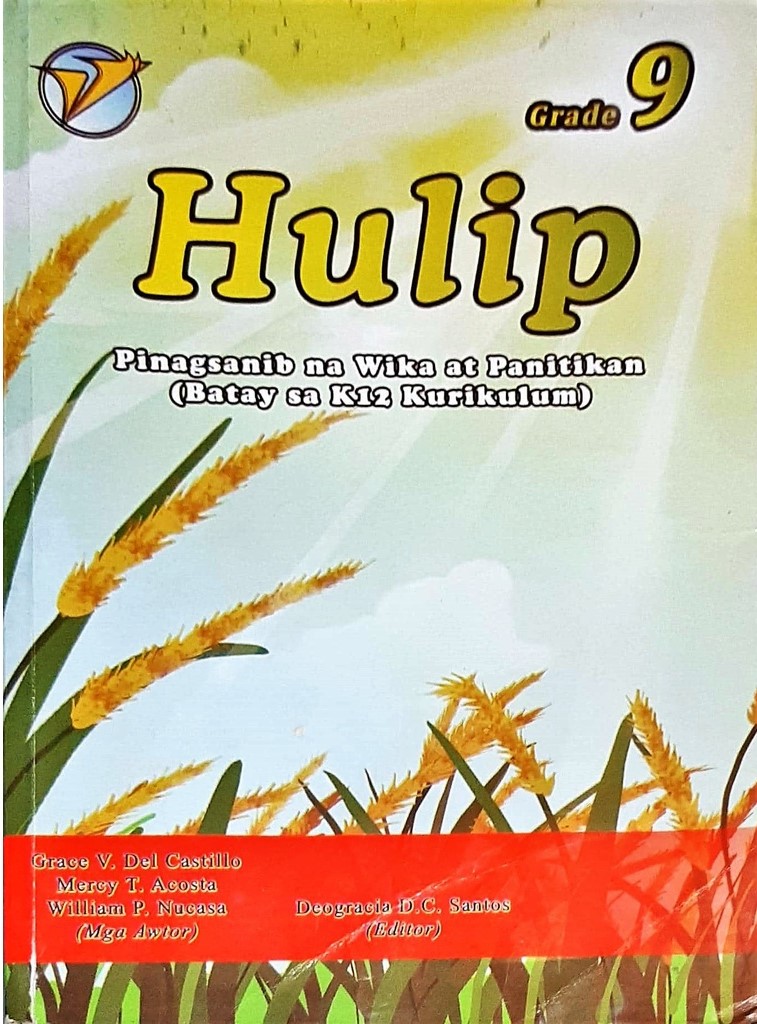 Grade 9
Hulip
Pinagsanib na Wika at Panitikan
(Batay sa K12 Kurikulum)
Grace V. Del Castillo
Mercy T. Acosta
William P. Nucasa
(Mga Awtor)
Deogracia D.C. Santos
(Editor)